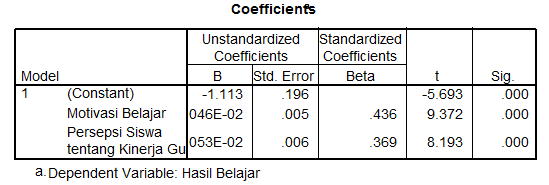 Coefficients a
Unstandardized Standardized
Coefficients Coefficients
Model B Std. Error Beta t Sig.
1 (Constant) -1.113 .196 -5.693 .000
Motivasi Belajar 046E-02 .005 .436 9.372 .000
Persepsi Siswa
tentang Kinerja Gu 053E-02 .006 .369 8.193 .000
a. Dependent Variable: Hasil Belajar